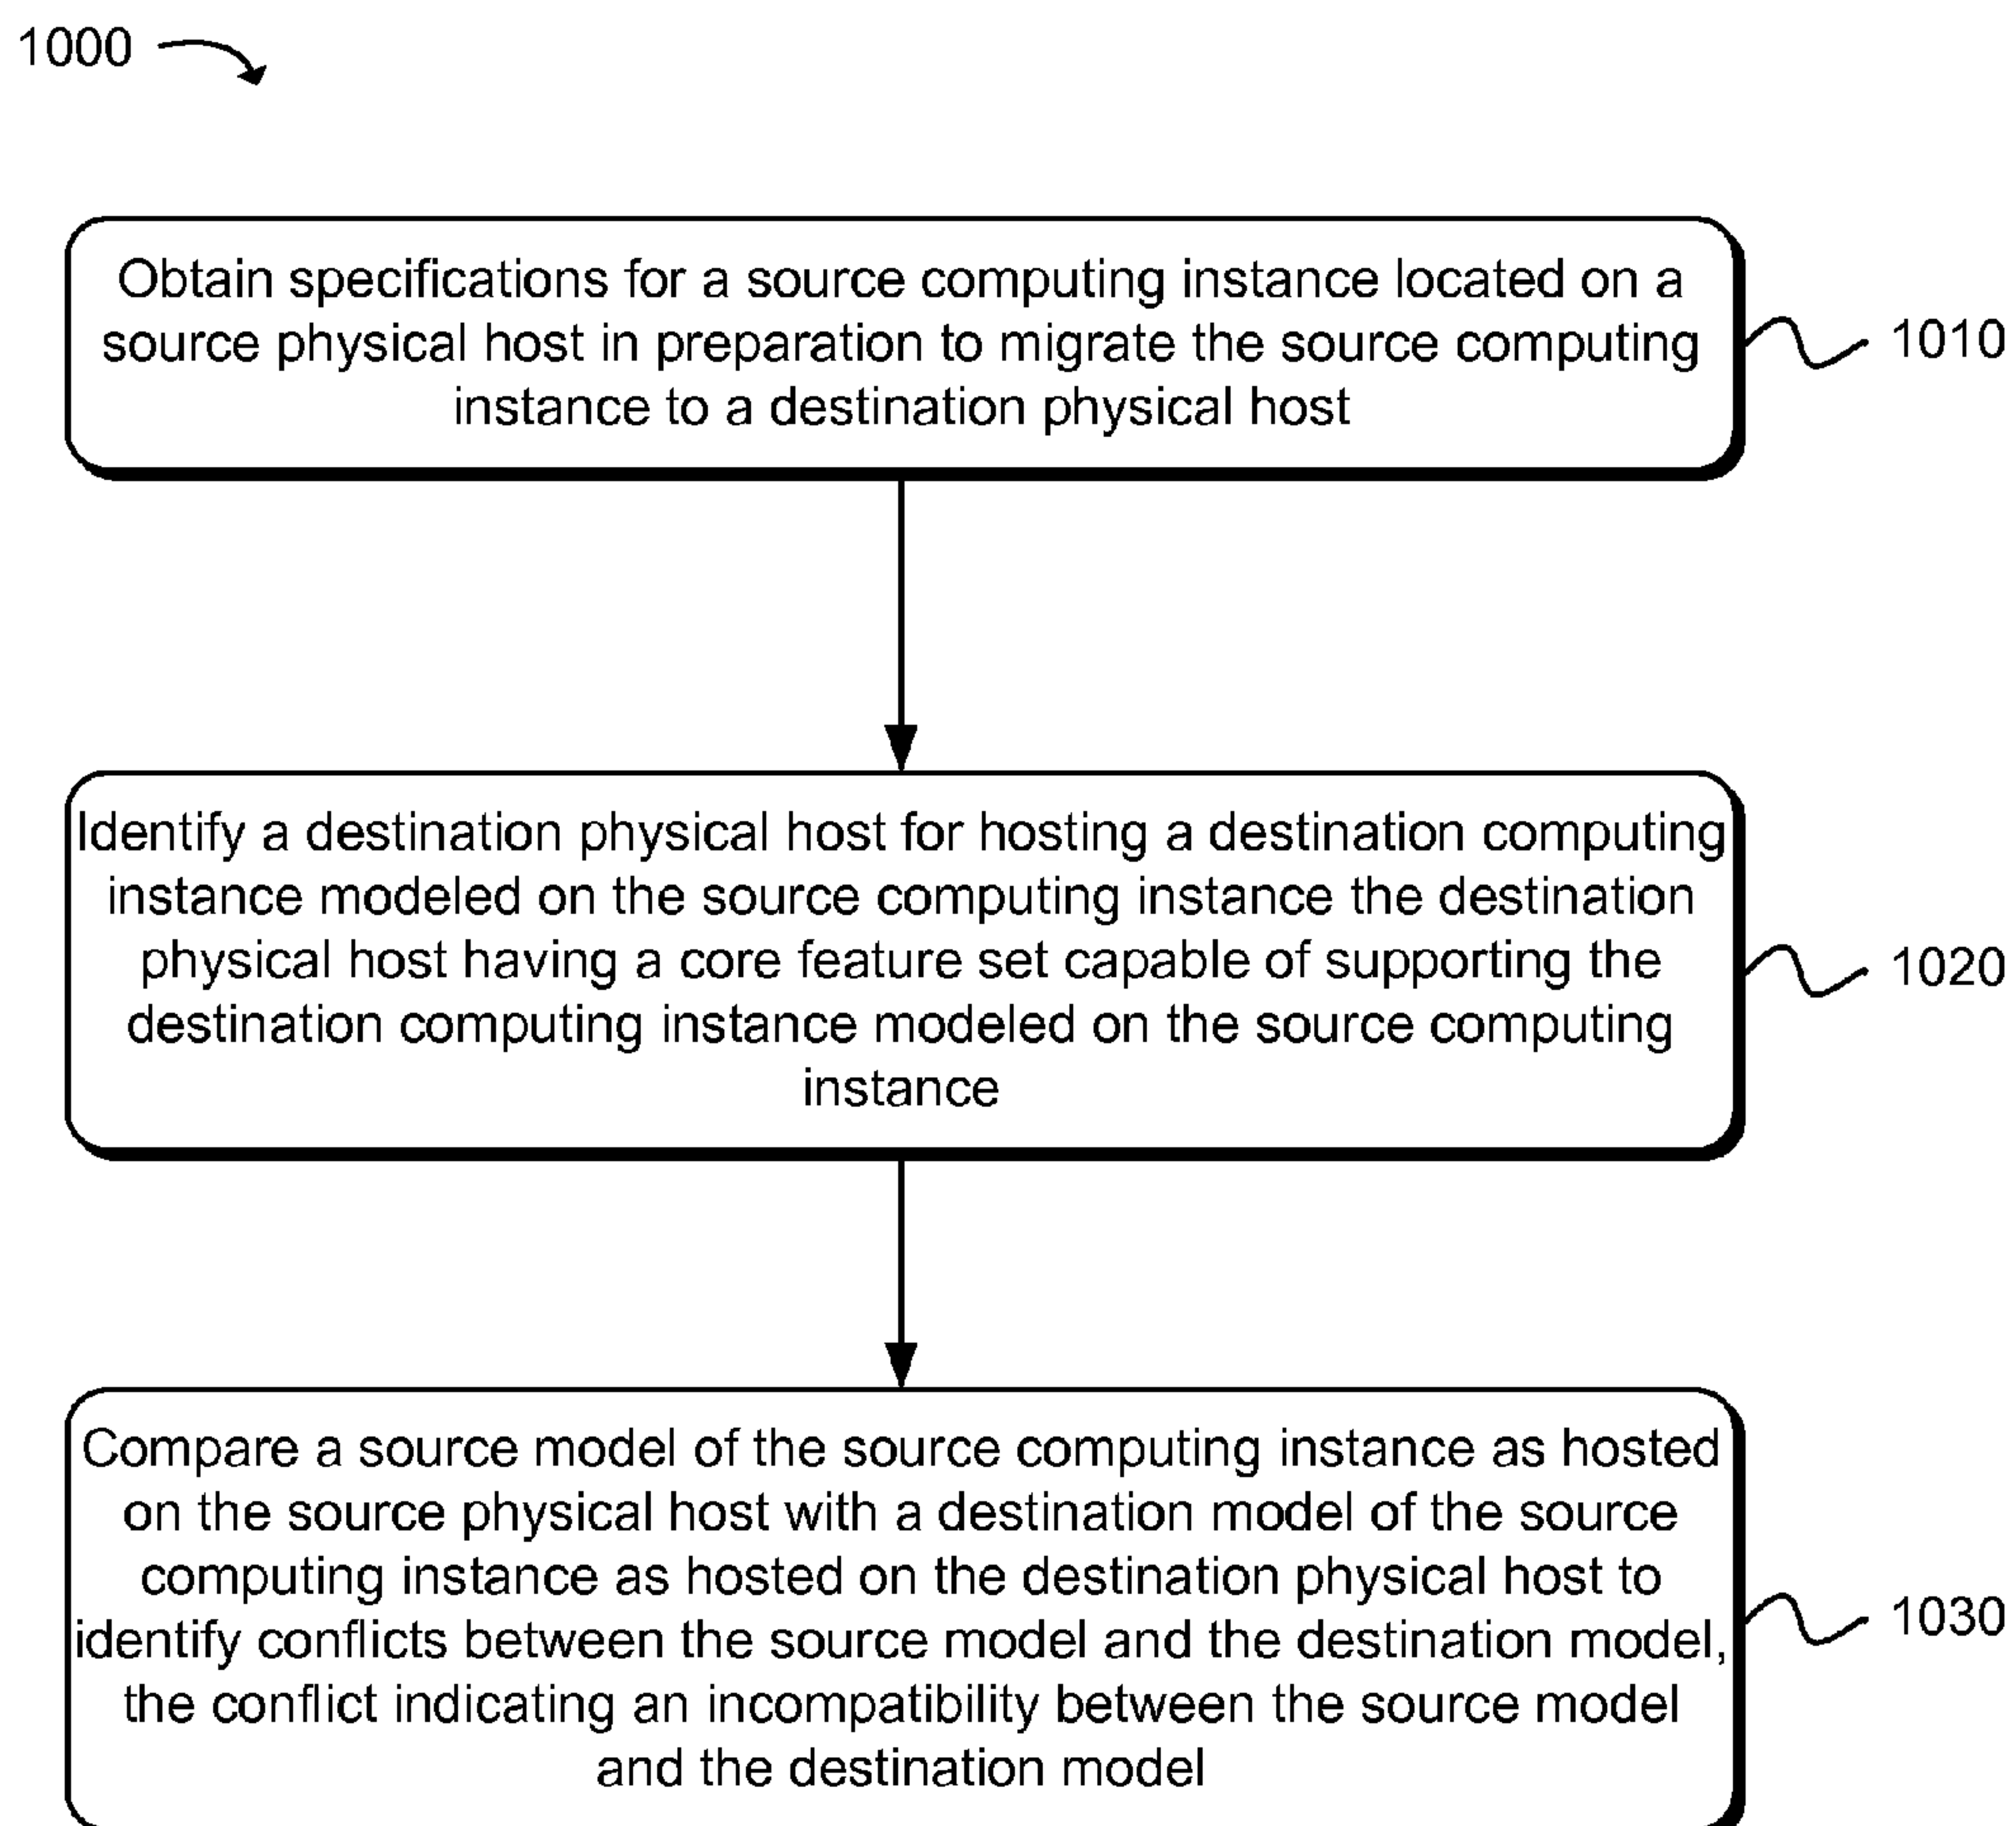 1000
Obtain specifications for a source computing instance located on a
source physical host in preparation to migrate the source computing
instance to a destination physical host
1010
Identify a destination physical host for hosting a destination computing
instance modeled on the source computing instance the destination
physical host having a core feature set capable of supporting the
destination computing instance modeled on the source computing
instance
1020
Compare a source model of the source computing instance as hosted
on the source physical host with a destination model of the source
computing instance as hosted on the destination physical host to
identify conflicts between the source model and the destination model,
the conflict indicating an incompatibility between the source model
and the destination model
1030